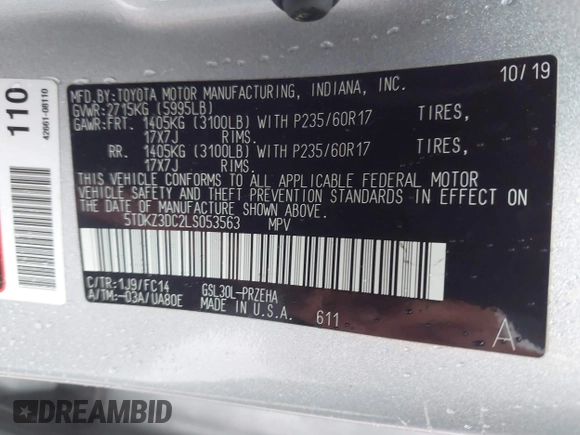 110
42661-08110
MFD.BY:TOYOTA MOTOR MANUFACTURING, INDIANA, INC. 10/19
GVWR:2715KG (5995LB)
GAWR:FRT. 1405KG (3100LB) WITH P235/60R17 TIRES,
17X7J RIMS.
RR. 1405KG (3100LB) WITH P235/60R17 TIRES,
17X7J RIMS.
THIS VEHICLE CONFORMS TO ALL APPLICABLE FEDERAL MOTOR
VEHICLE SAFETY AND THEFT PREVENTION STANDARDS IN EFFECT ON
THE DATE OF MANUFACTURE SHOWN ABOVE.
5TDKZ3DC2LS053563 MPV
C/TR:1J9/FC14 GSL30L-PRZEHA
A/TM:-03A/UA80E MADE IN U.S.A. 611 A
DREAMBID